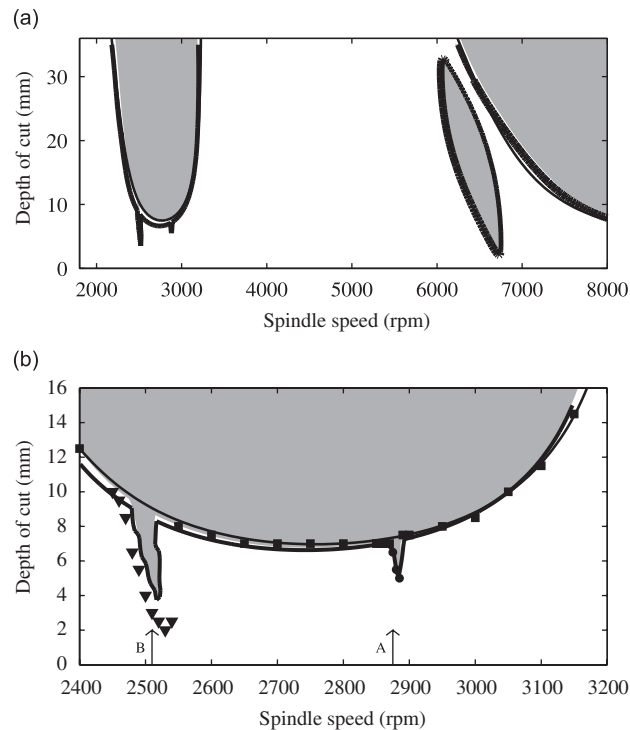 (a)
30
20
10
0
Depth of cut (mm)
2000 3000 4000 5000 6000 7000 8000
Spindle speed (rpm)
(b)
16
14
12
10
8
6
4
2
0
Depth of cut (mm)
B
A
2400 2500 2600 2700 2800 2900 3000 3100 3200
Spindle speed (rpm)